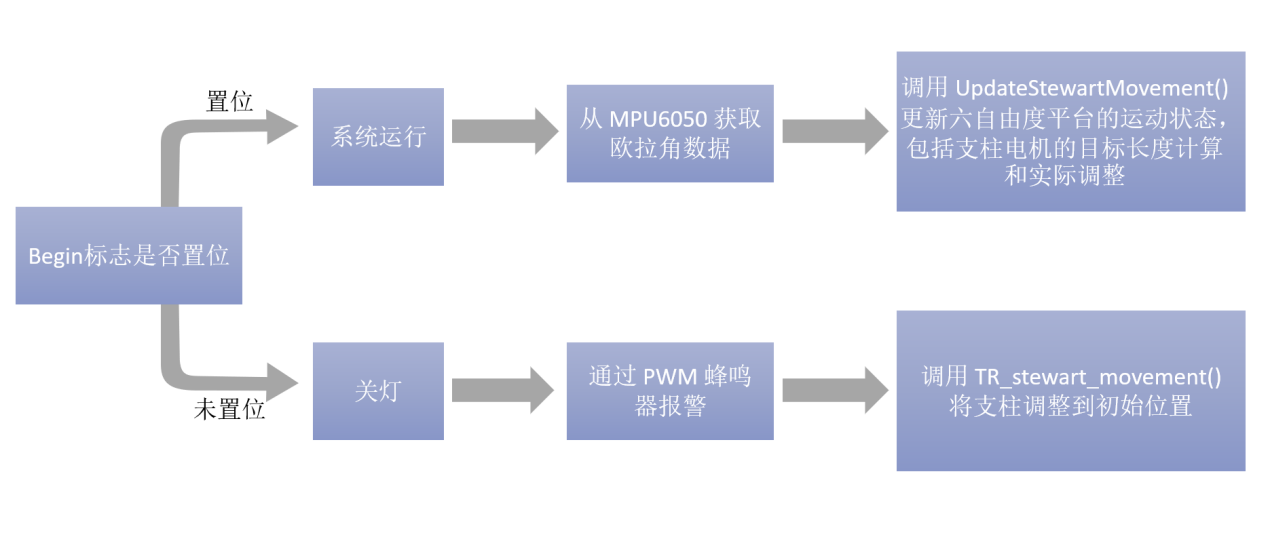 置位
系统运行
从 MPU6050 获取
欧拉角数据
调用 UpdateStewartMovement()
更新六自由度平台的运动状态，
包括支柱电机的目标长度计算
和实际调整
Begin标志是否置位
未置位
关灯
通过 PWM 蜂鸣
器报警
调用 TR_stewart_movement()
将支柱调整到初始位置